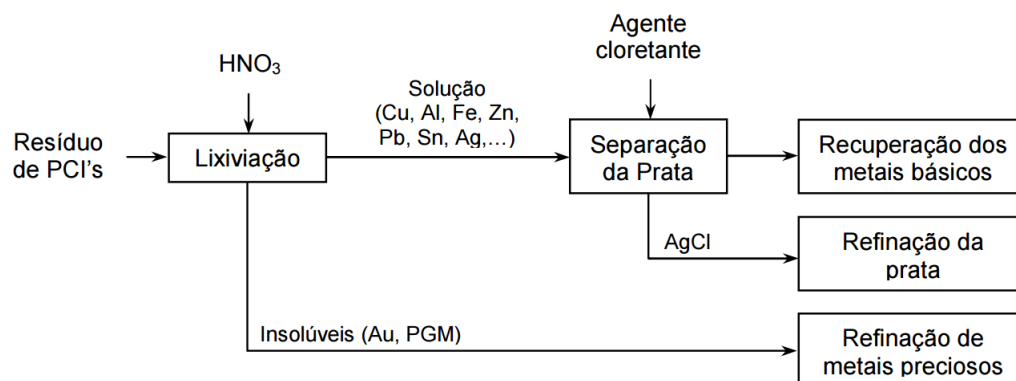 Agente
cloretante
HNO₃
Solução
(Cu, Al, Fe, Zn,
Pb, Sn, Ag,...)
Resíduo
de PCI's
Lixiviação
Separação
da Prata
Recuperação dos
metais básicos
AgCl
Refinação da
prata
Insolúveis (Au, PGM)
Refinação de
metais preciosos